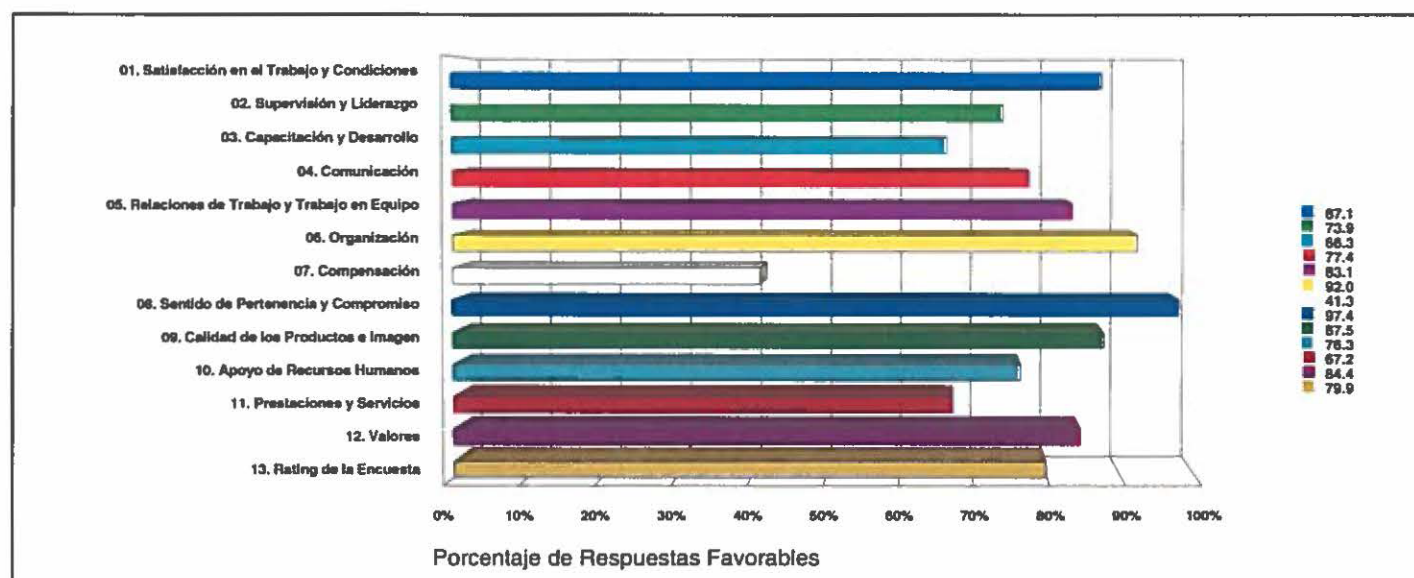 01. Satisfacción en el Trabajo y Condiciones
02. Supervisión y Liderazgo
03. Capacitación y Desarrollo
04. Comunicación
05. Relaciones de Trabajo y Trabajo en Equipo
06. Organización
07. Compensación
08. Sentido de Pertenencia y Compromiso
09. Calidad de los Productos e Imagen
10. Apoyo de Recursos Humanos
11. Prestaciones y Servicios
12. Valores
13. Rating de la Encuesta
0% 10% 20% 30% 40% 50% 60% 70% 80% 90% 100%
Porcentaje de Respuestas Favorables
87.1
73.9
66.3
77.4
83.1
92.0
41.3
97.4
87.5
76.3
67.2
84.4
79.9